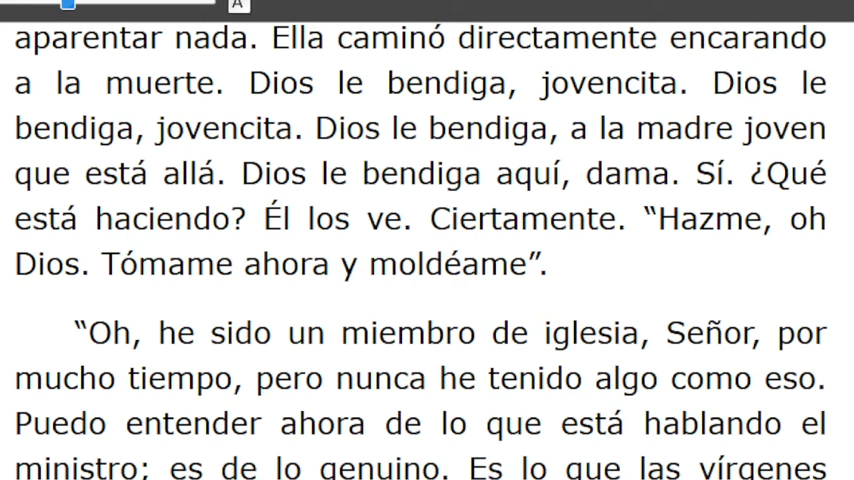 A
aparentar nada. Ella caminó directamente encarando
a la muerte. Dios le bendiga, jovencita. Dios le
bendiga, jovencita. Dios le bendiga, a la madre joven
que está allá. Dios le bendiga aquí, dama. Sí. ¿Qué
está haciendo? Él los ve. Ciertamente. “Hazme, oh
Dios. Tómame ahora y moldéame”.
“Oh, he sido un miembro de iglesia, Señor, por
mucho tiempo, pero nunca he tenido algo como eso.
Puedo entender ahora de lo que está hablando el
ministro; es de lo genuino. Es lo que las vírgenes